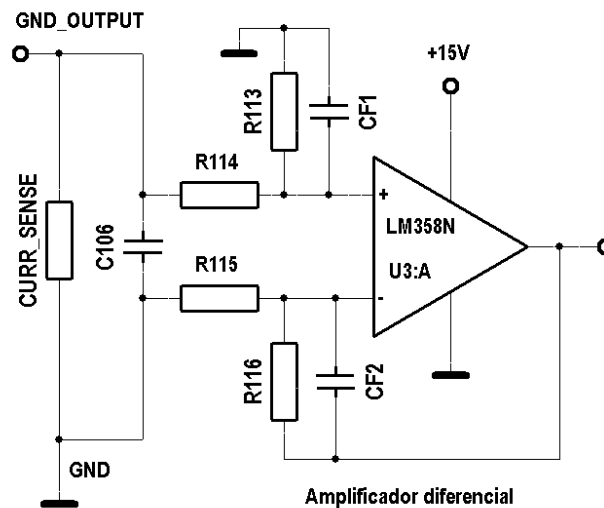 GND_OUTPUT
+15V
R113
CF1
R114
CURR_SENSE
C106
+
LM358N
R115
U3:A
-
R116
CF2
GND
Amplificador diferencial